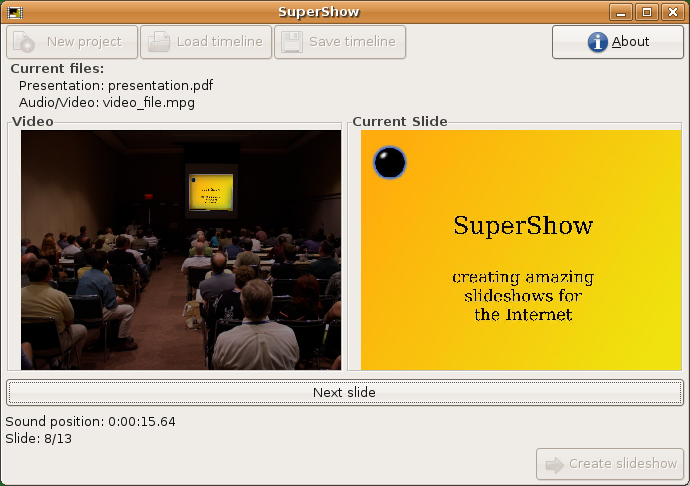 SuperShow
New project Load timeline Save timeline About
Current files:
Presentation: presentation.pdf
Audio/Video: video_file.mpg
Video
Current Slide
SuperShow
creating amazing
slideshows for
the Internet
Next slide
Sound position: 0:00:15.64
Slide: 8/13
Create slideshow